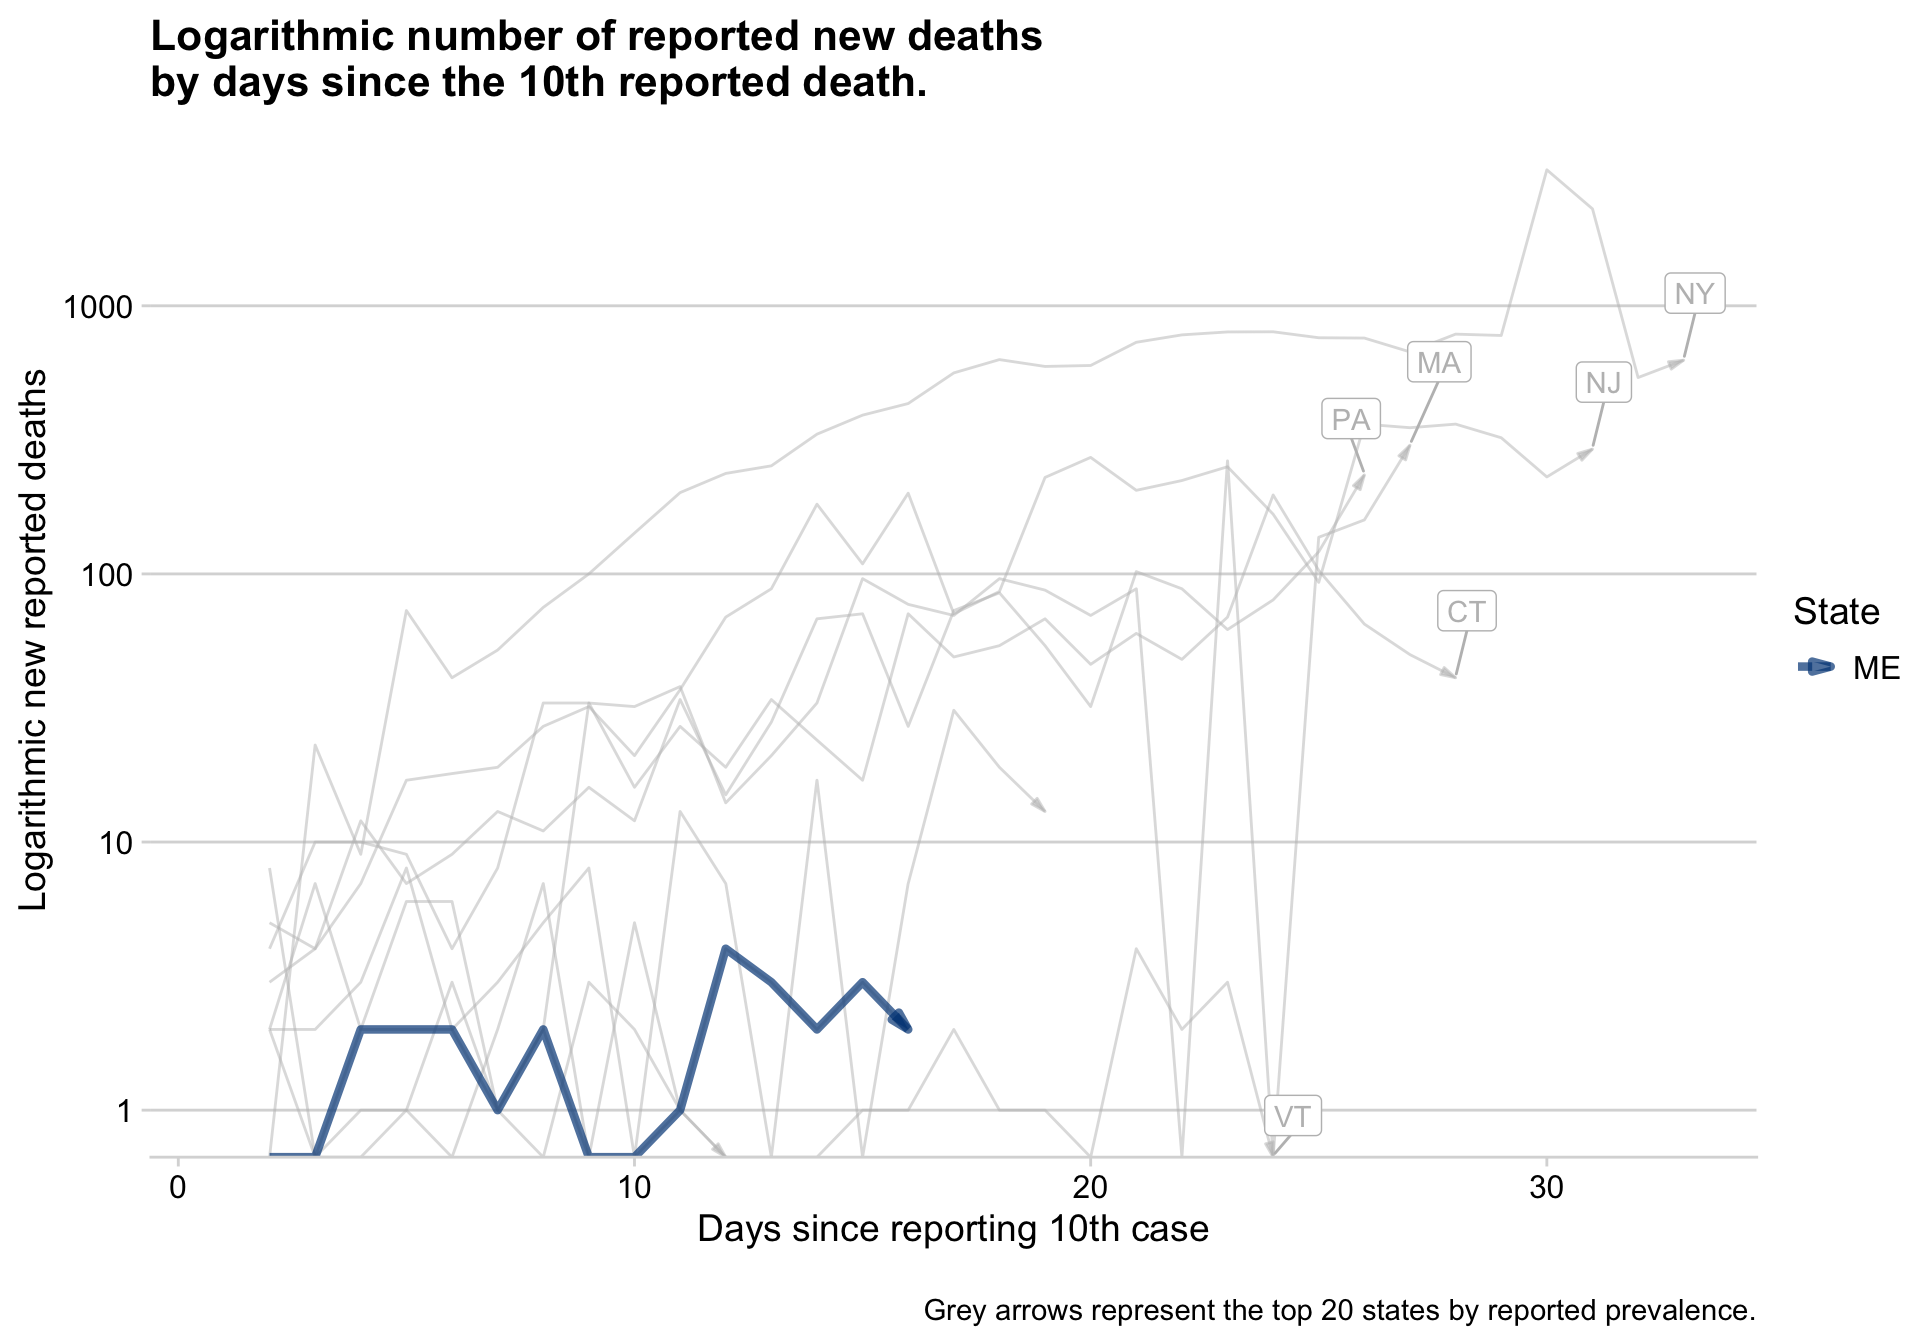 Logarithmic number of reported new deaths
by days since the 10th reported death.
Logarithmic new reported deaths
1000
100
10
1
NY
MA
NJ
PA
CT
VT
State
ME
0
10
20
30
Days since reporting 10th case
Grey arrows represent the top 20 states by reported prevalence.